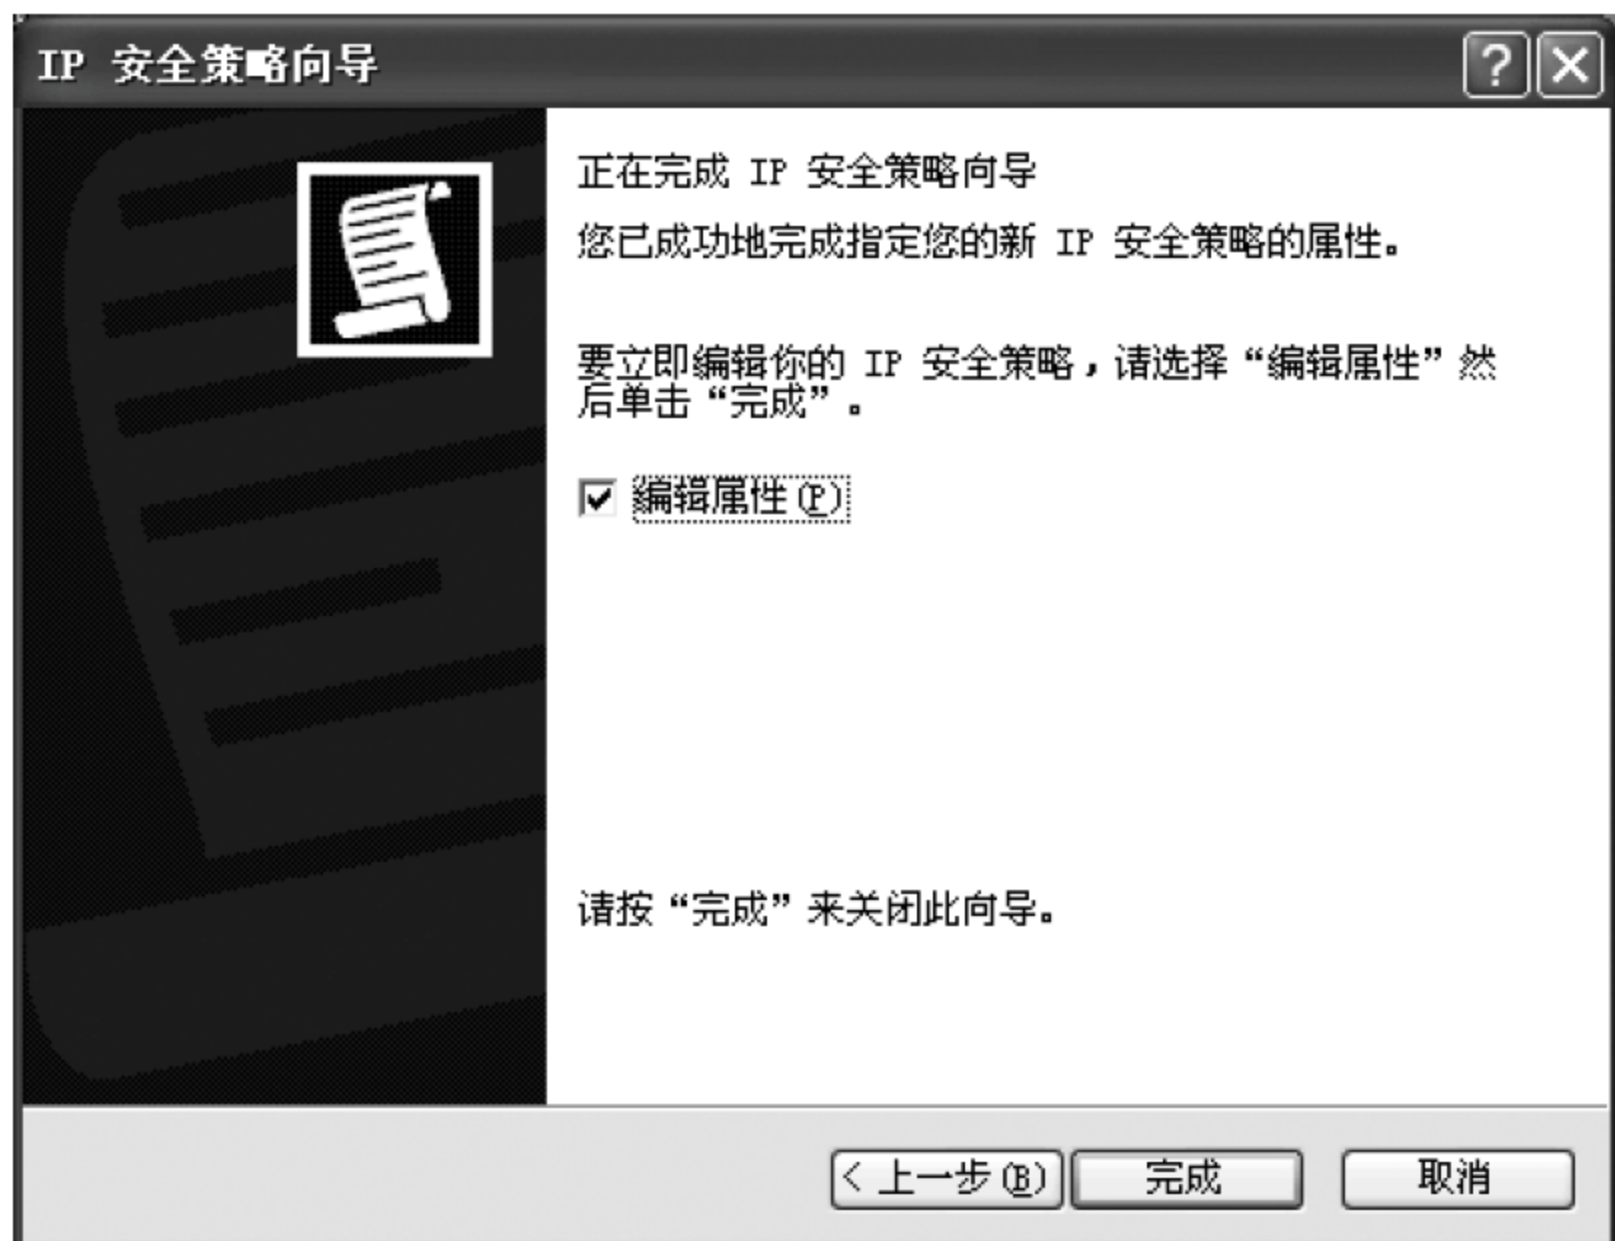 IP 安全策略向导
正在完成 IP 安全策略向导
您已成功地完成指定您的新 IP 安全策略的属性。
要立即编辑你的 IP 安全策略，请选择“编辑属性”然
后单击“完成”。
编辑属性(P)
请按“完成”来关闭此向导。
< 上一步(B) 完成 取消